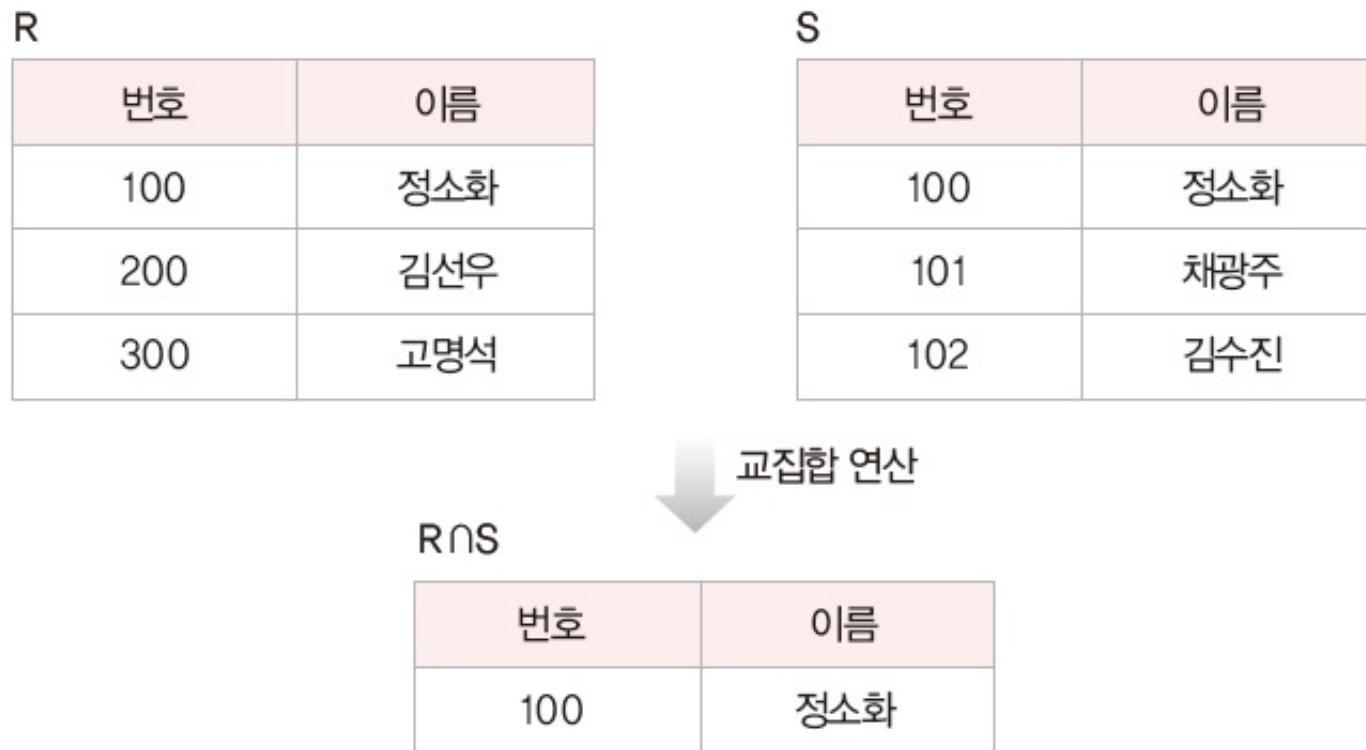 R
번호 이름
100 정소화
200 김선우
300 고명석
S
번호 이름
100 정소화
101 채광주
102 김수진
교집합 연산
R∩S
번호 이름
100 정소화